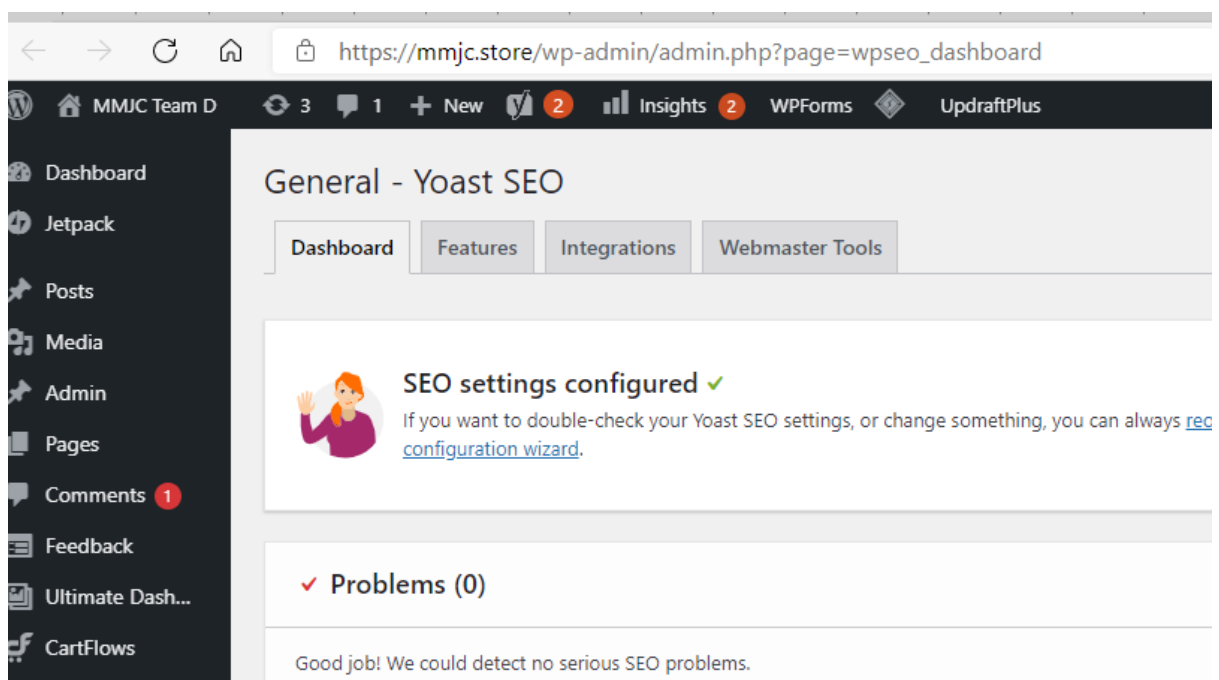 https://mmjc.store/wp-admin/admin.php?page=wpseo_dashboard
MMJC Team D 3 1 + New 2 Insights 2 WPForms UpdraftPlus
Dashboard
Jetpack
Posts
Media
Admin
Pages
Comments 1
Feedback
Ultimate Dash...
CartFlows
General - Yoast SEO
Dashboard Features Integrations Webmaster Tools
SEO settings configured
If you want to double-check your Yoast SEO settings, or change something, you can always
configuration wizard.
Problems (0)
Good job! We could detect no serious SEO problems.